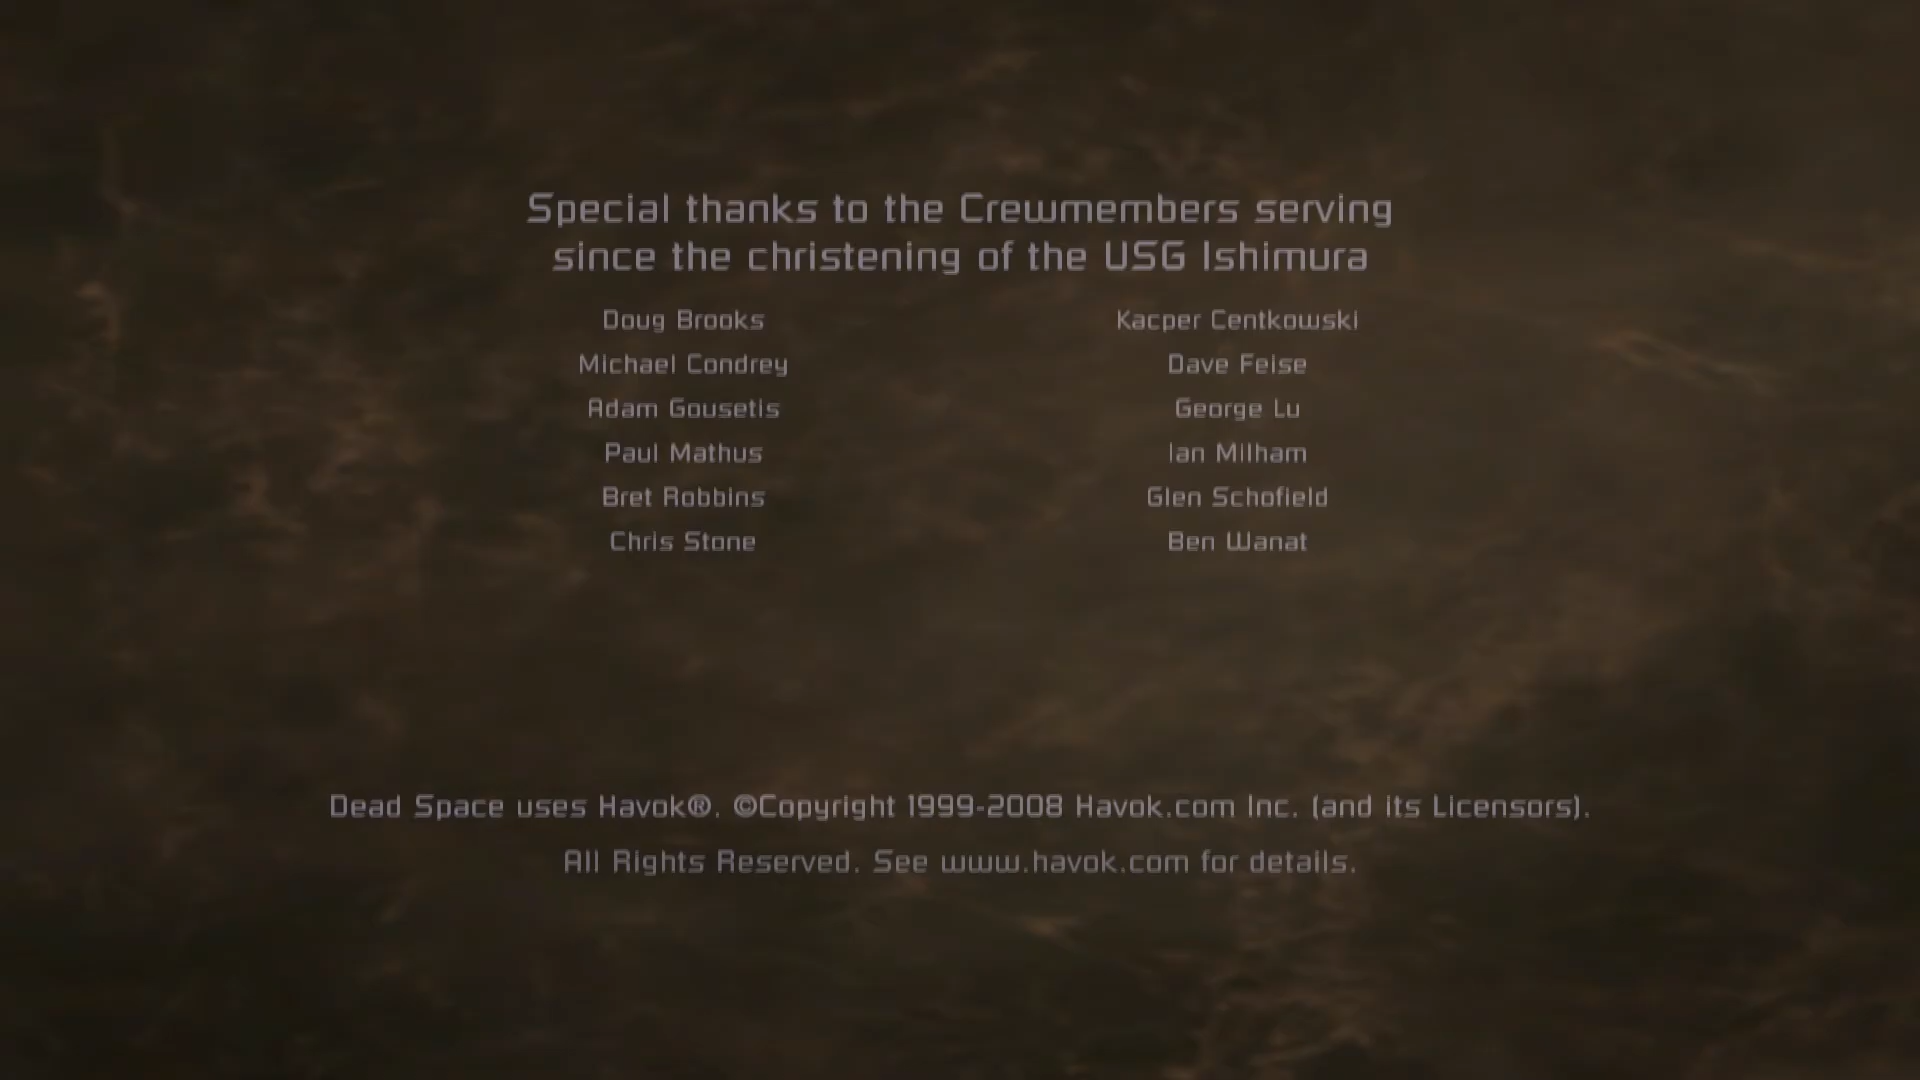 Special thanks to the Crewmembers serving
since the christening of the USG Ishimura
Doug Brooks Kacper Centkowski
Michael Condrey Dave Feise
Adam Gousetis George Lu
Paul Mathus Ian Milham
Bret Robbins Glen Schofield
Chris Stone Ben Wanat
Dead Space uses Havok®. ©Copyright 1999-2008 Havok.com Inc. (and its Licensors).
All Rights Reserved. See www.havok.com for details.